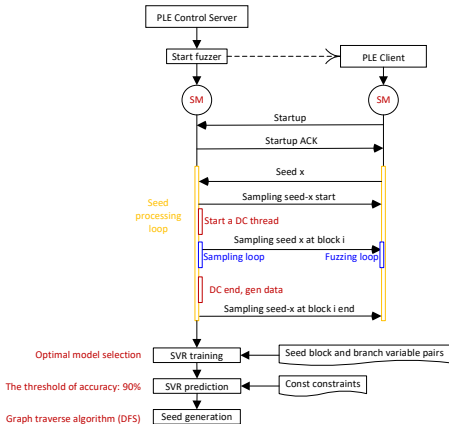 PLE Control Server
Start fuzzer
PLE Client
SM
SM
Startup
Startup ACK
Seed x
Seed
processing
loop
Sampling seed-x start
Start a DC thread
Sampling seed x at block i
Sampling loop
Fuzzing loop
DC end, gen data
Sampling seed-x at block i end
Optimal model selection
SVR training
Seed block and branch variable pairs
The threshold of accuracy: 90%
SVR prediction
Const constraints
Graph traverse algorithm (DFS)
Seed generation